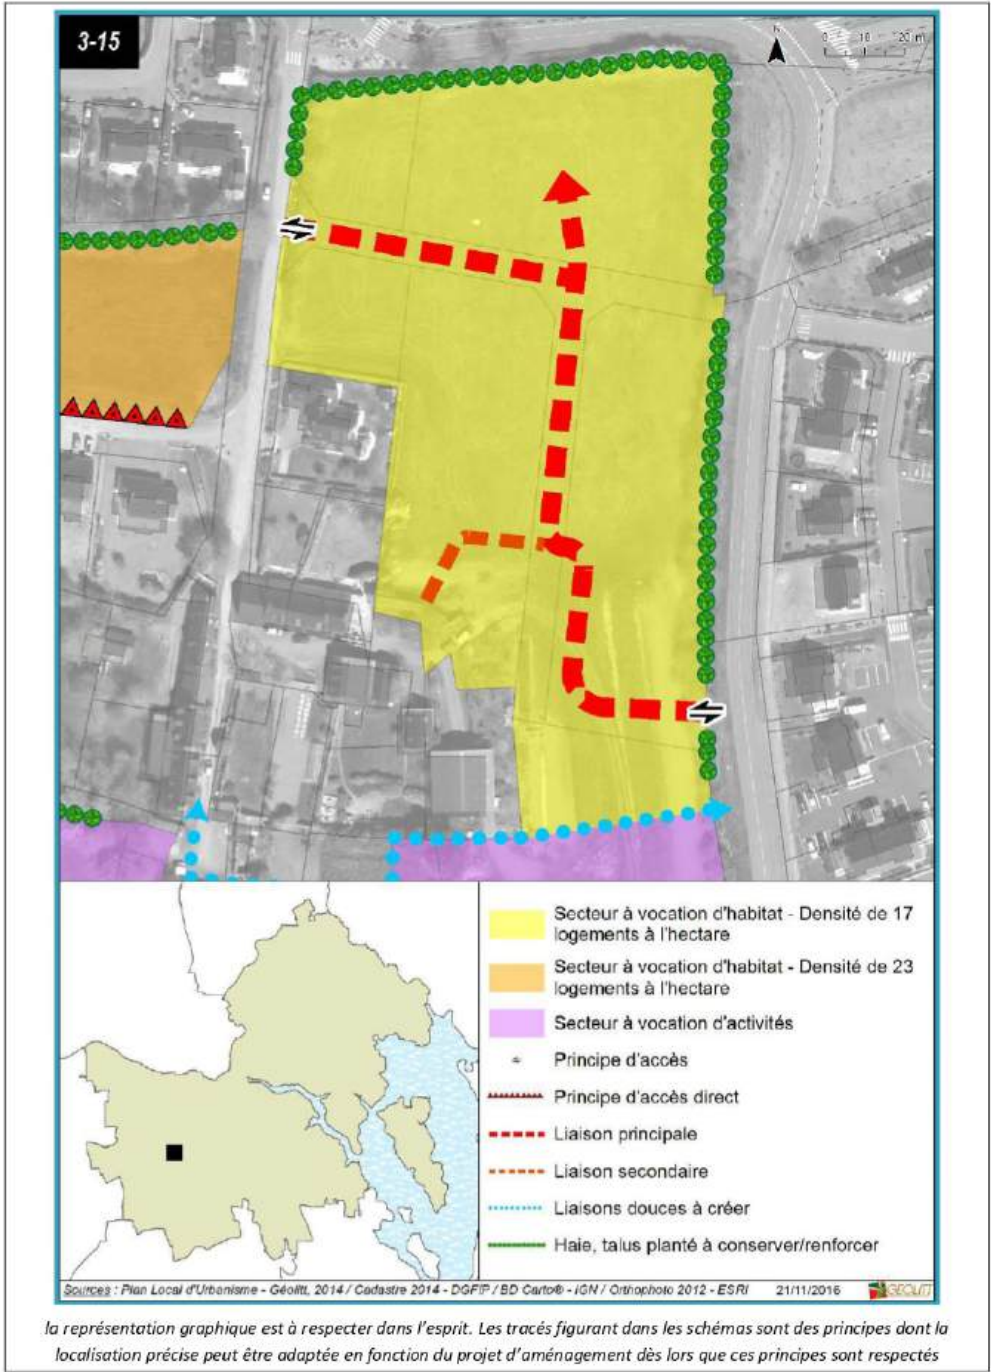 3-15
N
0 10 20 m
Secteur à vocation d'habitat - Densité de 17
logements à l'hectare
Secteur à vocation d'habitat - Densité de 23
logements à l'hectare
Secteur à vocation d'activités
Principe d'accès
Principe d'accès direct
Liaison principale
Liaison secondaire
Liaisons douces à créer
Haie, talus planté à conserver/renforcer
Sources : Plan Local d'Urbanisme - Géolitt, 2014 / Cadastre 2014 - DGFIP / BD Carto® - IGN / Orthophoto 2012 - ESRI 21/11/2016 GEOLITT
la représentation graphique est à respecter dans l'esprit. Les tracés figurant dans les schémas sont des principes dont la
localisation précise peut être adaptée en fonction du projet d'aménagement dès lors que ces principes sont respectés